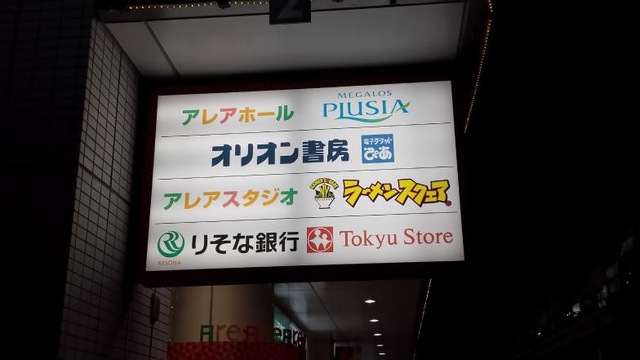 2
アレアホール MEGALOS PLUSIA
オリオン書房 電子チケット ぴあ
アレアスタジオ ラーメンスクエア
RESONA りそな銀行 Tokyu Store
AreAreA